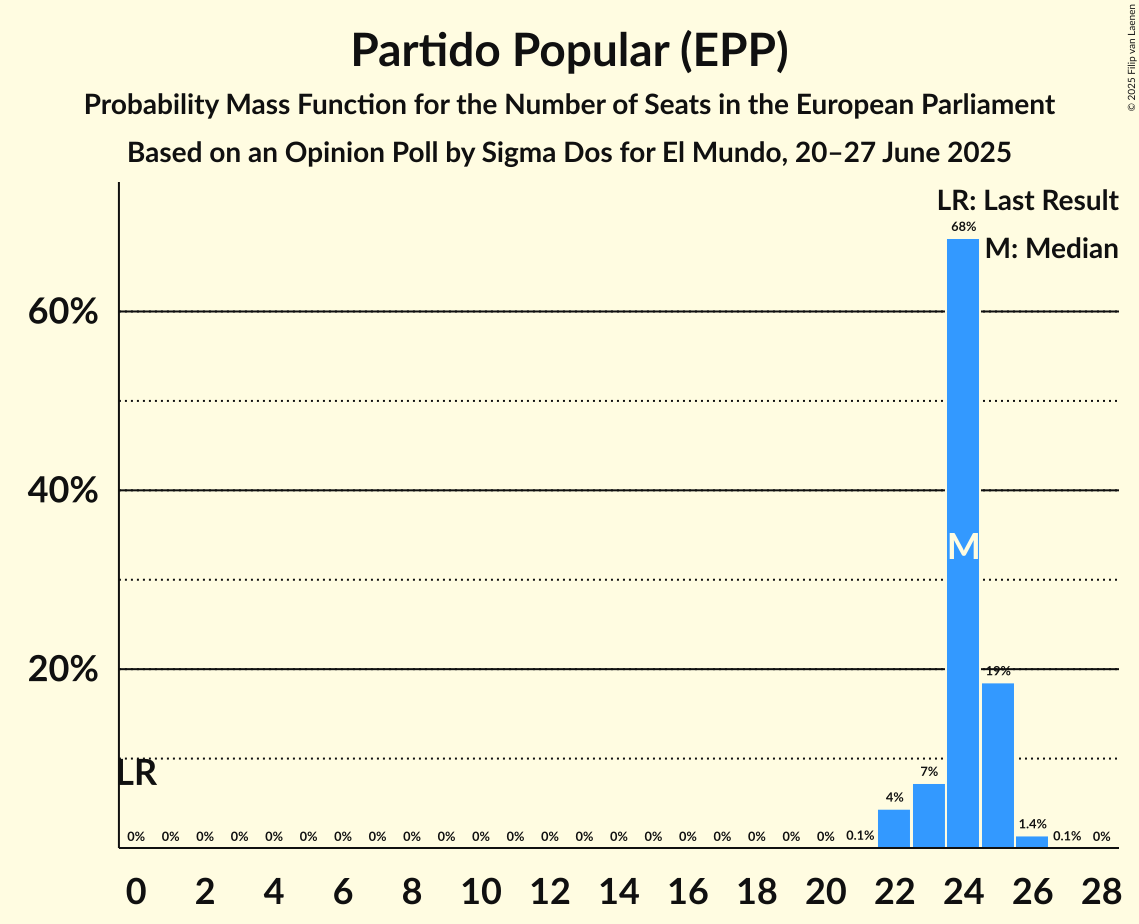 Partido Popular (EPP)
Probability Mass Function for the Number of Seats in the European Parliament
Based on an Opinion Poll by Sigma Dos for El Mundo, 20–27 June 2025
© 2025 Filip van Laenen
LR: Last Result
M: Median
60%
40%
20%
68%
M
19%
LR
7%
4%
1.4%
0% 0% 0% 0% 0% 0% 0% 0% 0% 0% 0% 0% 0% 0% 0% 0% 0% 0% 0% 0% 0% 0.1% 0.1% 0%
0 2 4 6 8 10 12 14 16 18 20 22 24 26 28